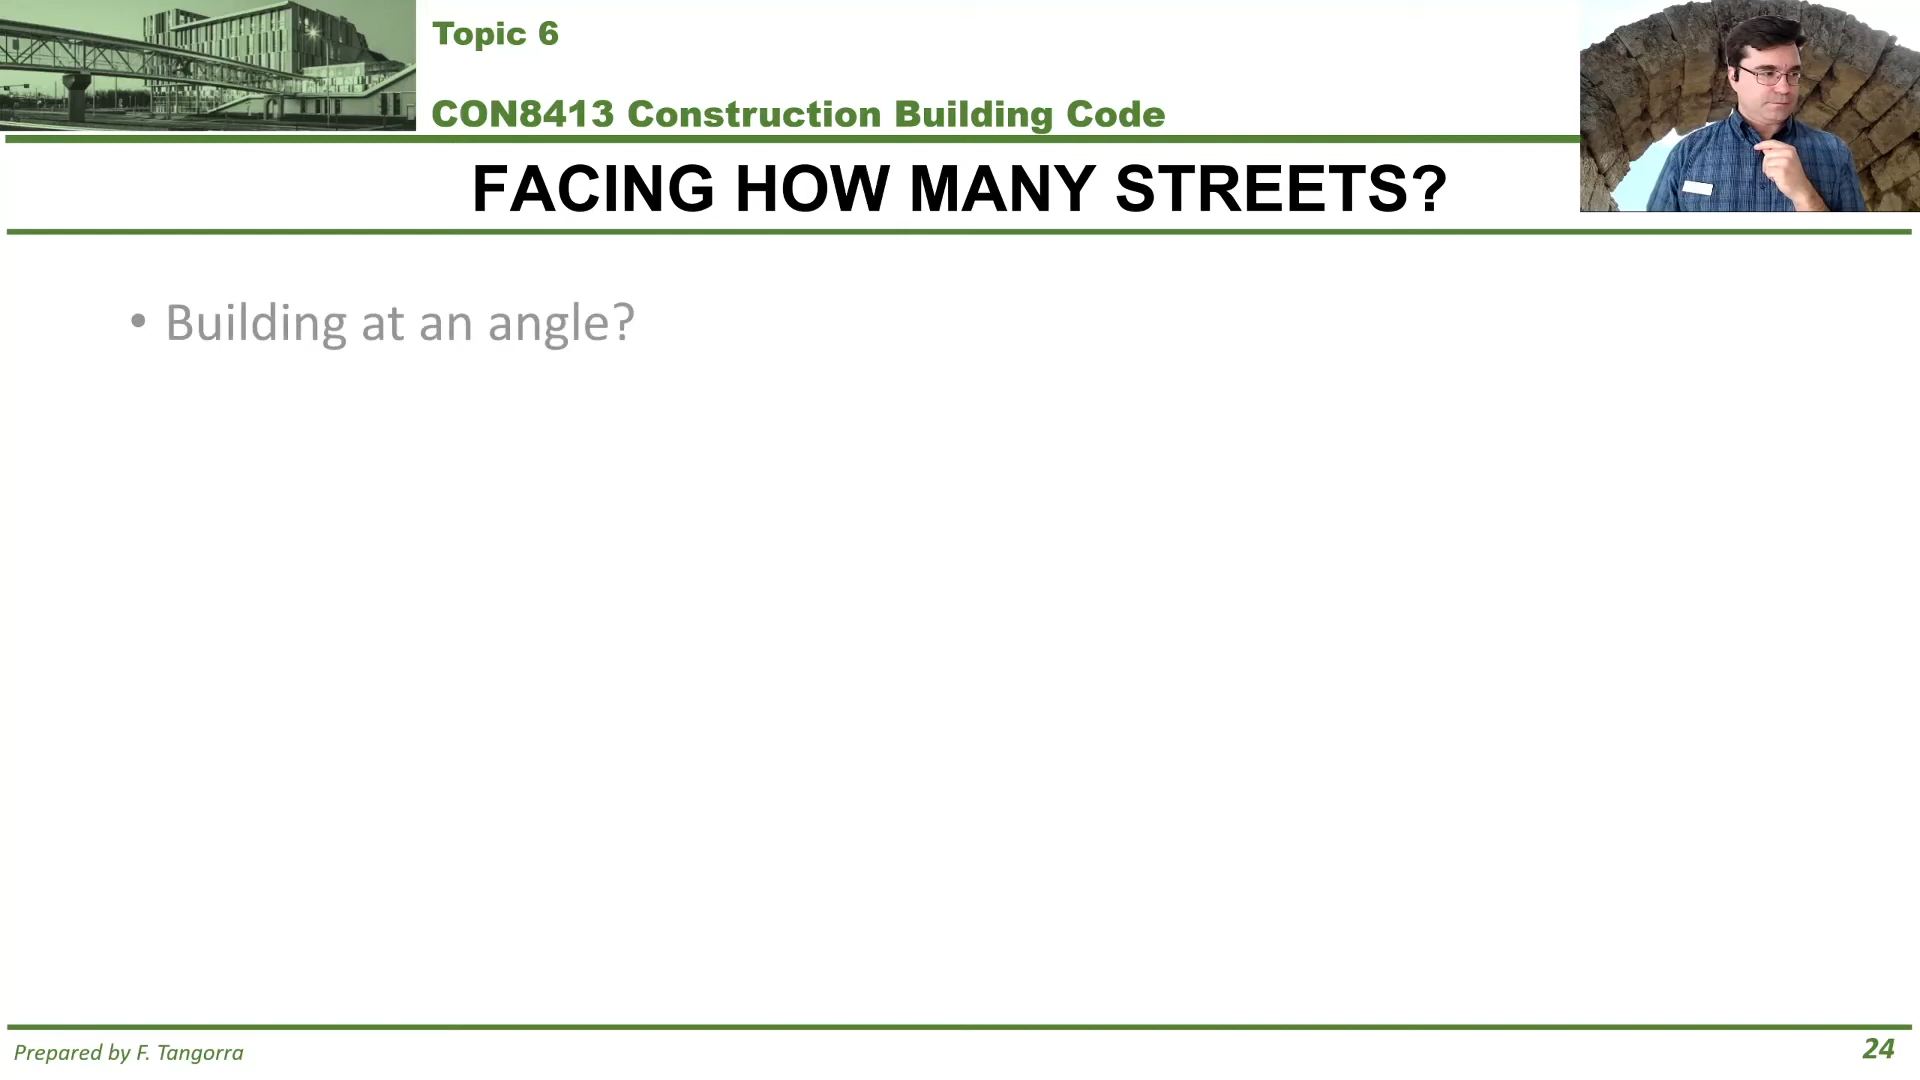 Topic 6
CON8413 Construction Building Code
FACING HOW MANY STREETS?
• Building at an angle?
Prepared by F. Tangorra
24